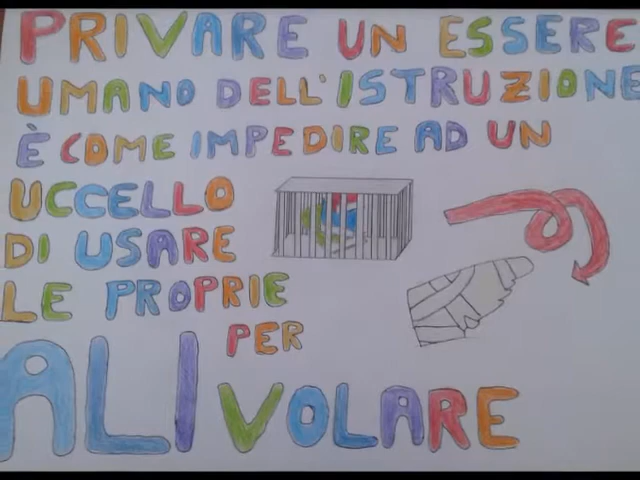 PRIVARE UN ESSERE
UMANO DELL'ISTRUZIONE
È COME IMPEDIRE AD UN
UCCELLO
DI USARE
LE PROPRIE
PER
ALI VOLARE